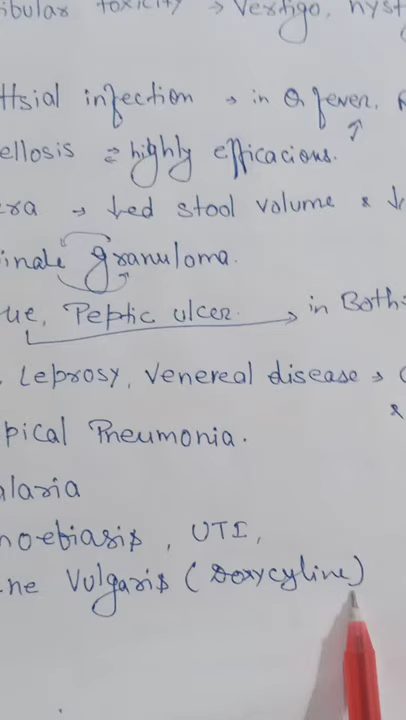 ibular toxicity → Vertigo, nyst
ttsial infection → in Q fever.
ellosis ⇒ highly efficacious. ↑
era → ↓ed stool volume & ↓
inale granuloma.
ue, Peptic ulcer. → in Both
Leprosy, Venereal disease →
&
pical Pneumonia.
alaria
noebiasis, UTI,
ne Vulgaris (Doxycyline)